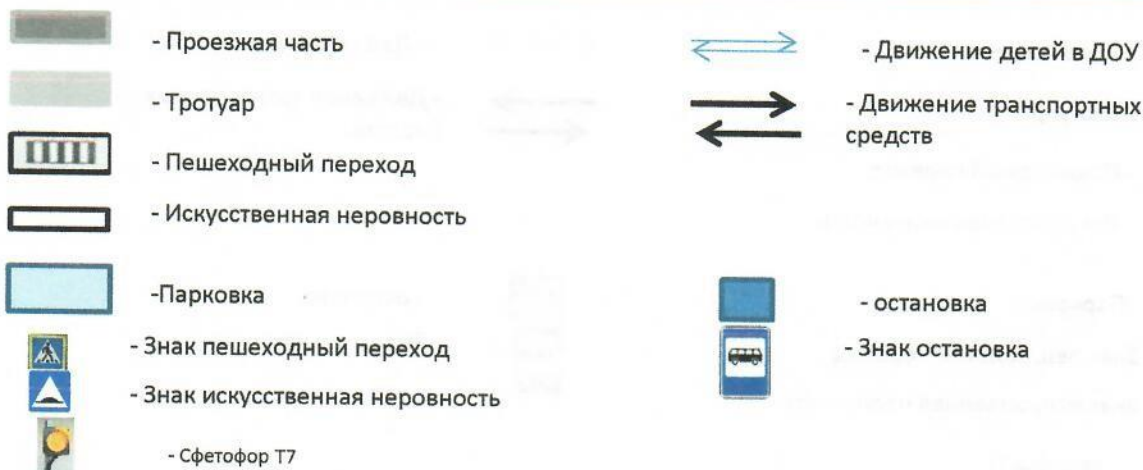 - Проезжая часть
- Тротуар
- Пешеходный переход
- Искусственная неровность
-Парковка
- Знак пешеходный переход
- Знак искусственная неровность
- Сфетофор Т7
- Движение детей в ДОУ
- Движение транспортных
средств
- остановка
- Знак остановка